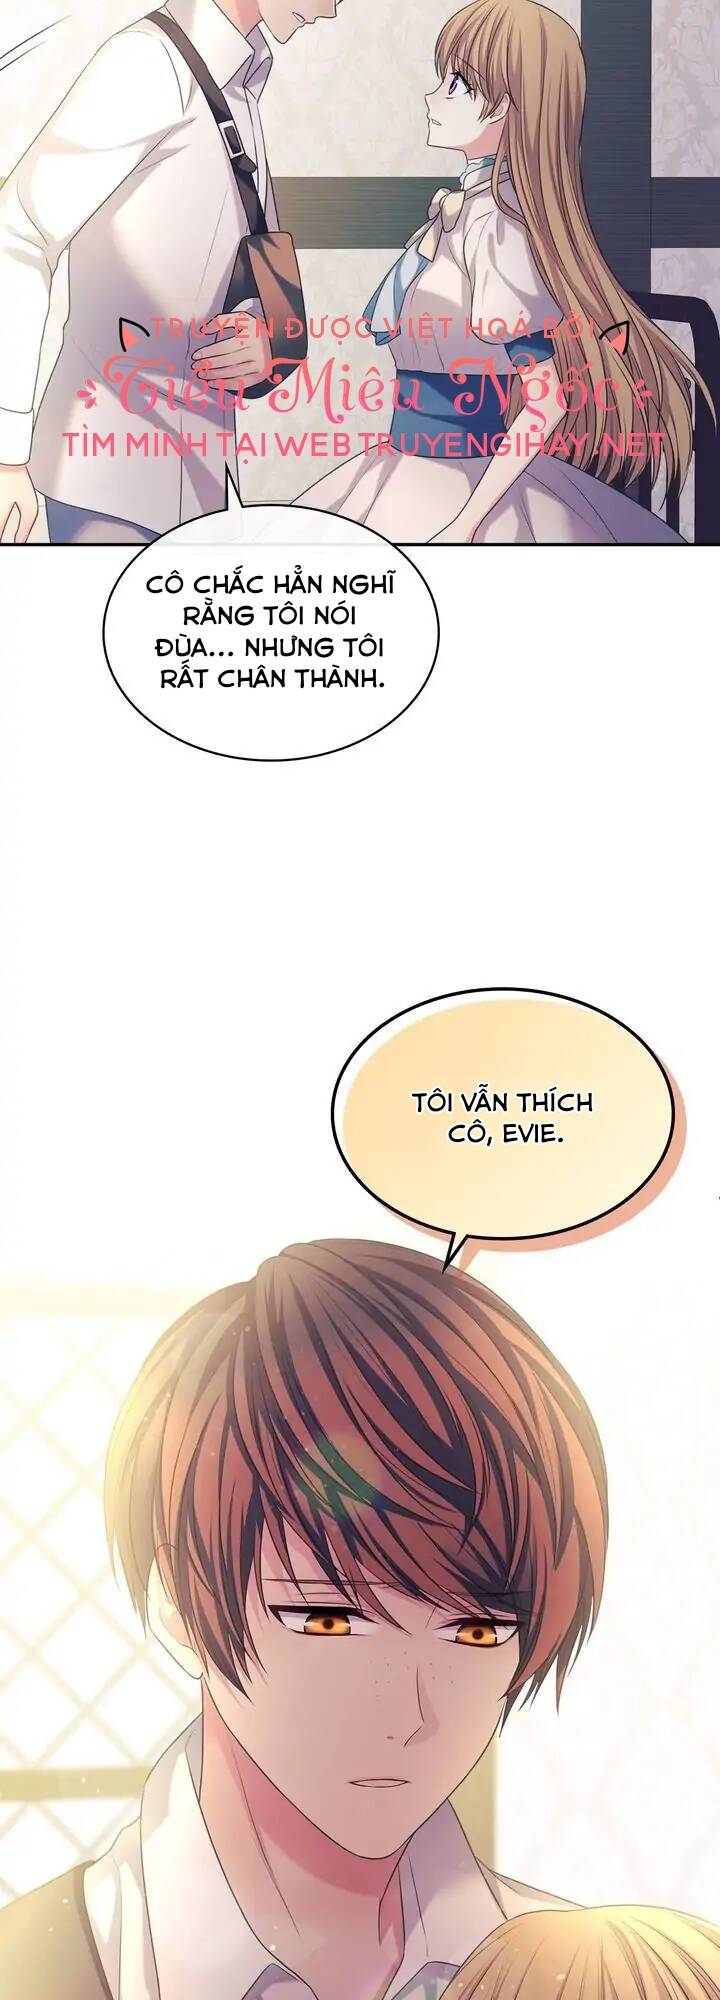 TRUYỆN ĐƯỢC VIỆT HOÁ BỞI
Tiểu Miêu Ngốc
TÌM MÌNH TẠI WEB TRUYENGIHAY.NET
CÔ CHẮC HẲN NGHĨ
RẰNG TÔI NÓI
ĐÙA... NHƯNG TÔI
RẤT CHÂN THÀNH.
TÔI VẪN THÍCH
CÔ, EVIE.